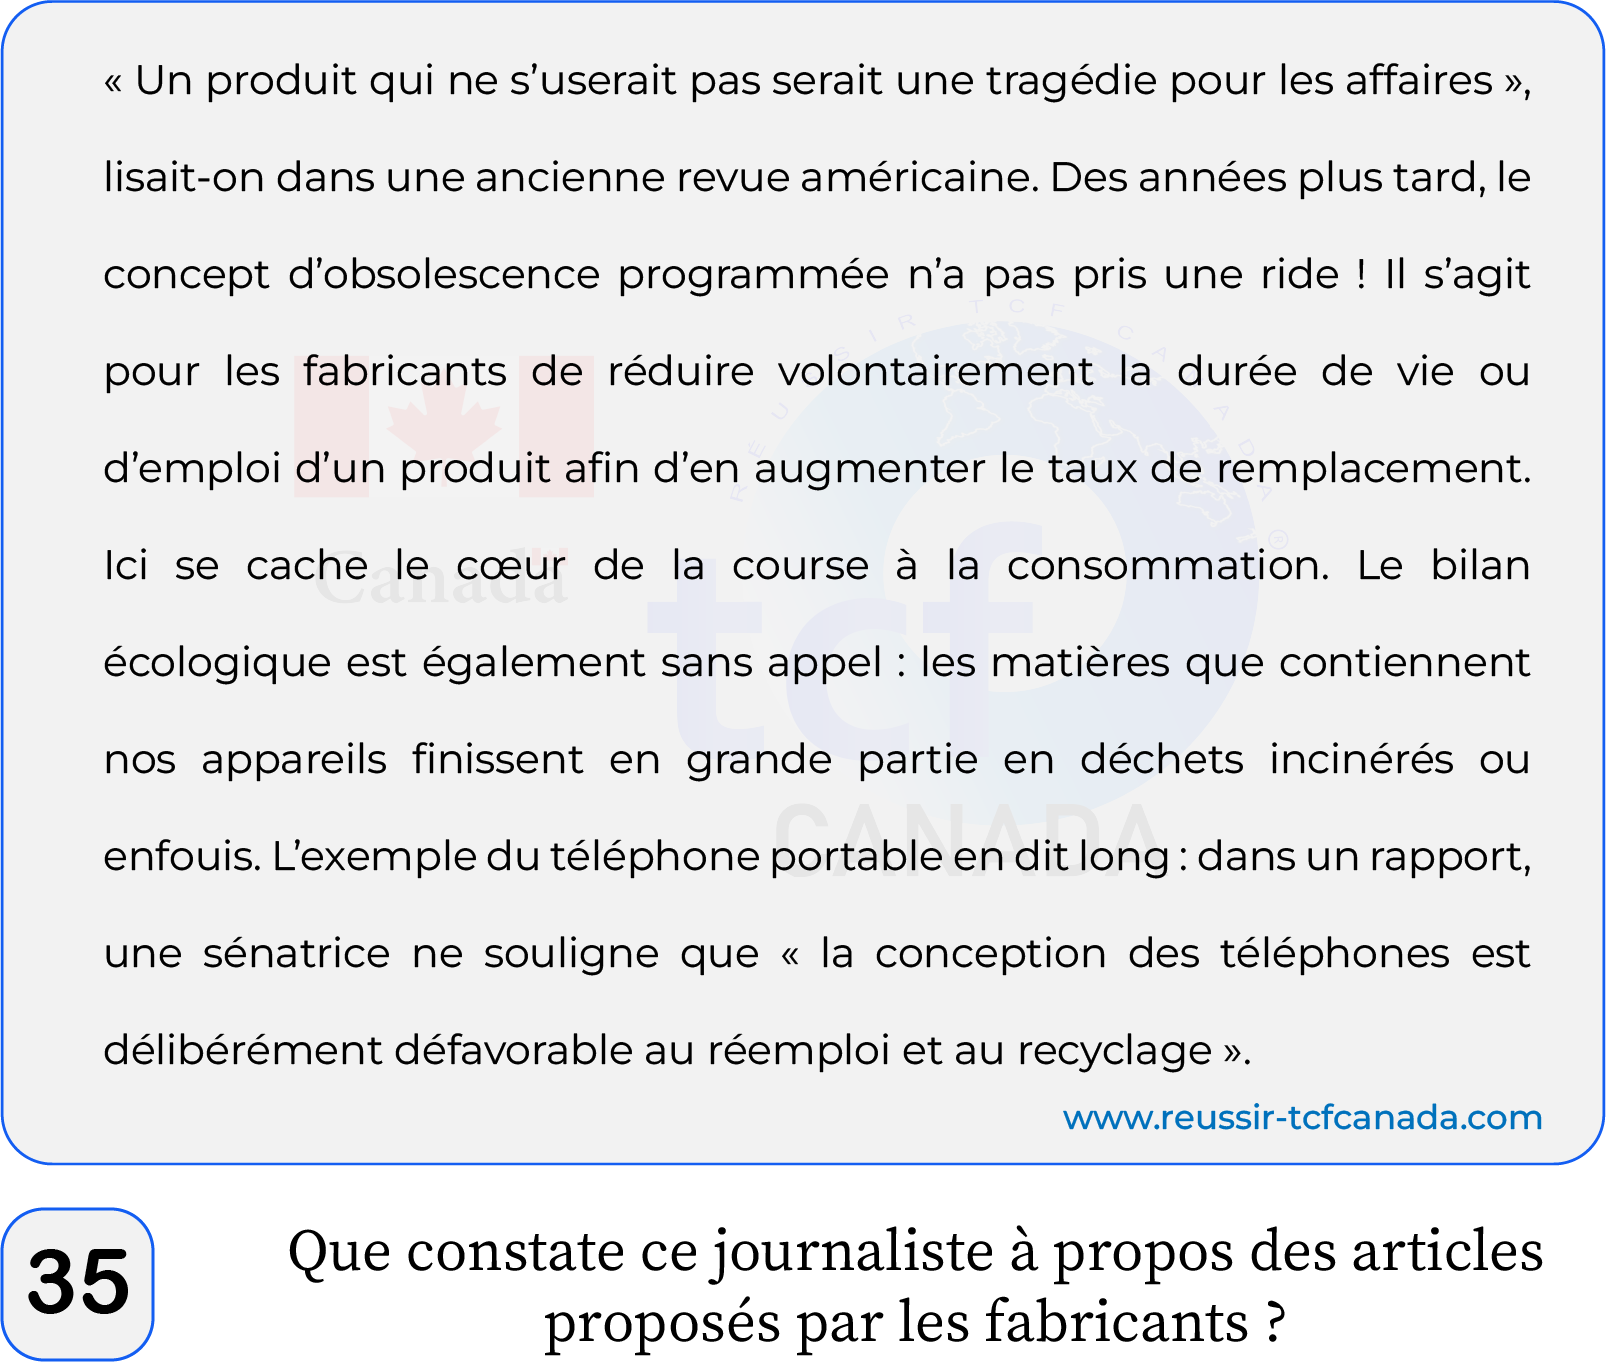 « Un produit qui ne s’userait pas serait une tragédie pour les affaires »,
lisait-on dans une ancienne revue américaine. Des années plus tard, le
concept d’obsolescence programmée n’a pas pris une ride ! Il s’agit
pour les fabricants de réduire volontairement la durée de vie ou
d’emploi d’un produit afin d’en augmenter le taux de remplacement.
Ici se cache le cœur de la course à la consommation. Le bilan
écologique est également sans appel : les matières que contiennent
nos appareils finissent en grande partie en déchets incinérés ou
enfouis. L’exemple du téléphone portable en dit long : dans un rapport,
une sénatrice ne souligne que « la conception des téléphones est
délibérément défavorable au réemploi et au recyclage ».
www.reussir-tcfcanada.com
35
Que constate ce journaliste à propos des articles
proposés par les fabricants ?
RÉUSSIR TCF CANADA ®
Canada
tcf
CANADA